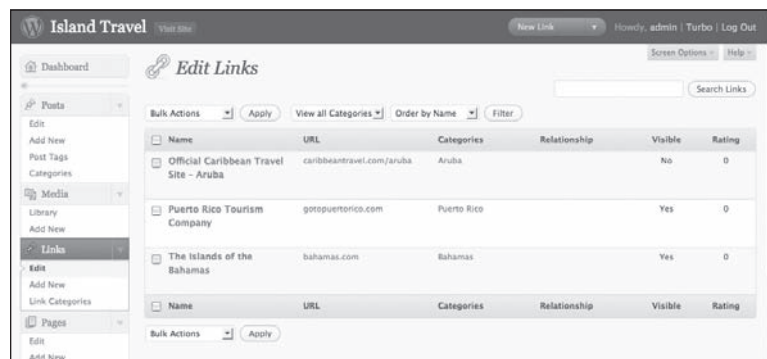 Island Travel Visit Site New Link Howdy, admin | Turbo | Log Out
Screen Options Help
Dashboard
Edit Links
Search Links
Posts
Edit
Add New
Post Tags
Categories
Media
Library
Add New
Links
Edit
Add New
Link Categories
Pages
Edit
Add New
Bulk Actions Apply View all Categories Order by Name Filter
Name URL Categories Relationship Visible Rating
Official Caribbean Travel Site – Aruba caribbeantravel.com/aruba Aruba No 0
Puerto Rico Tourism Company gotopuertorico.com Puerto Rico Yes 0
The Islands of the Bahamas bahamas.com Bahamas Yes 0
Name URL Categories Relationship Visible Rating
Bulk Actions Apply